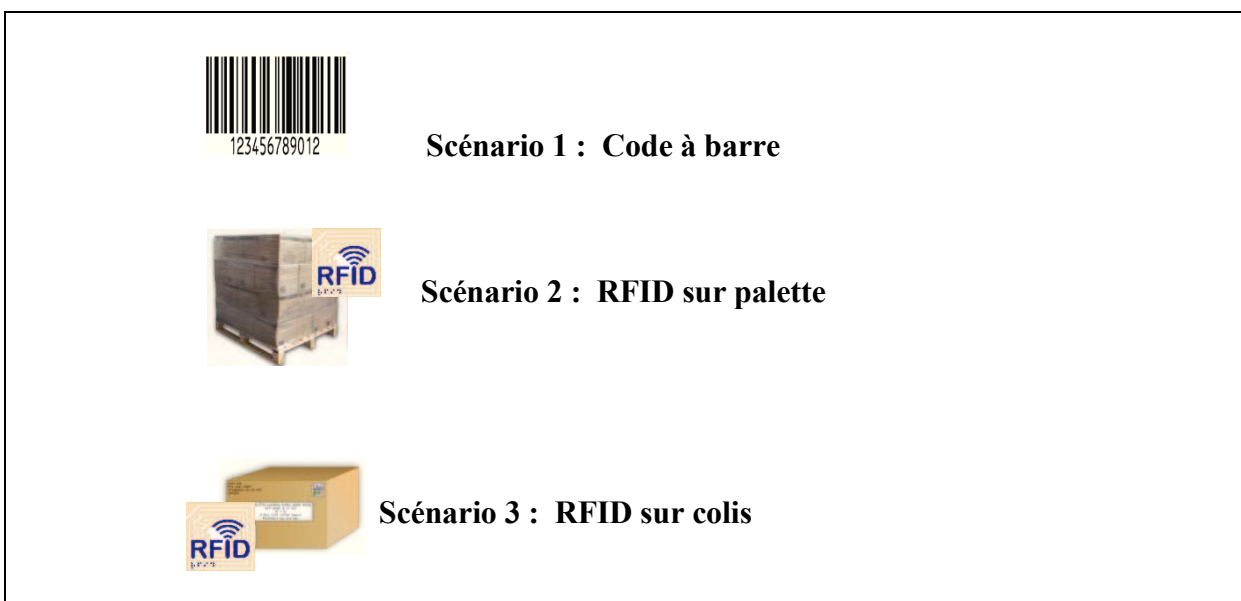 123456789012
Scénario 1 : Code à barre
RFID
Scénario 2 : RFID sur palette
Scénario 3 : RFID sur colis
RFID